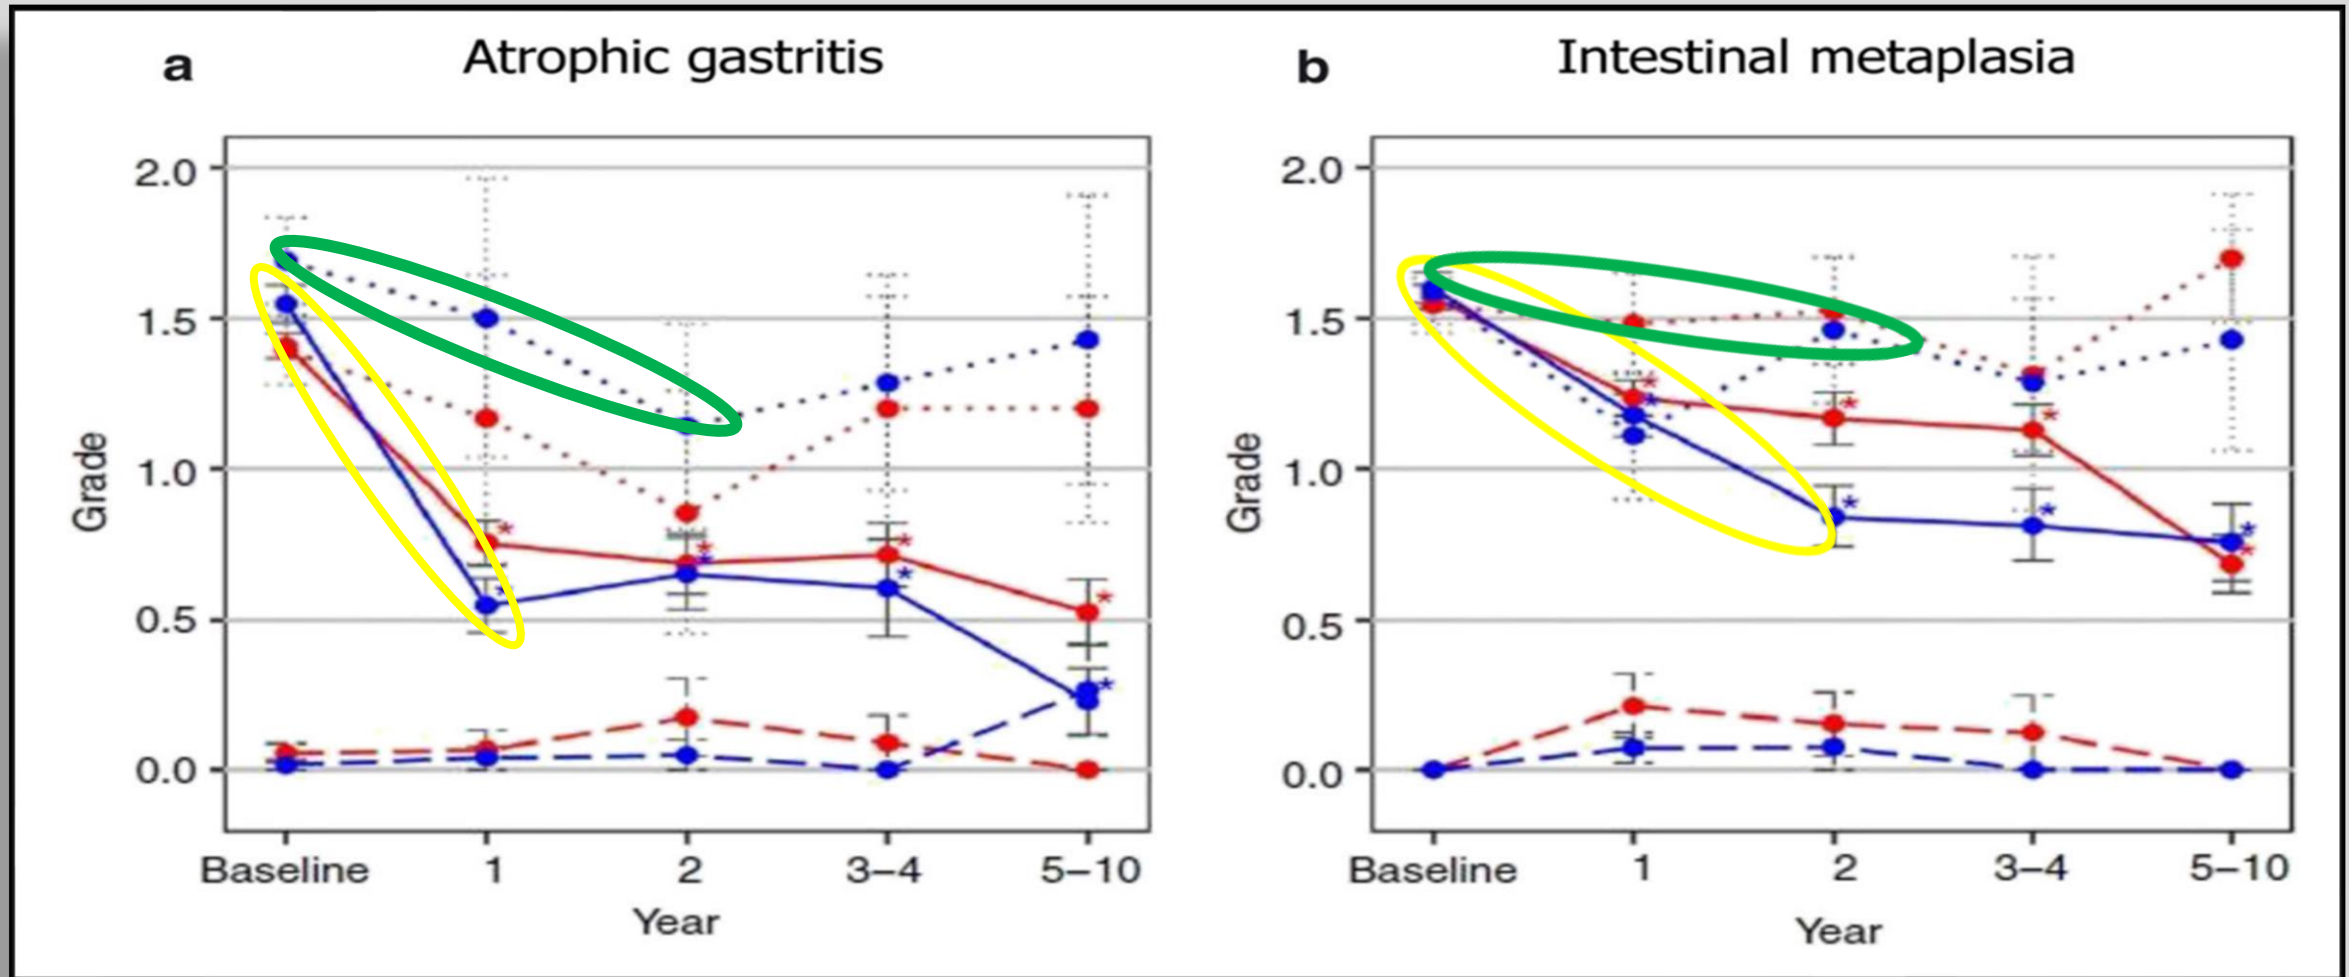 a Atrophic gastritis
Grade
2.0
1.5
1.0
0.5
0.0
Baseline 1 2 3–4 5–10
Year
b Intestinal metaplasia
Grade
2.0
1.5
1.0
0.5
0.0
Baseline 1 2 3–4 5–10
Year